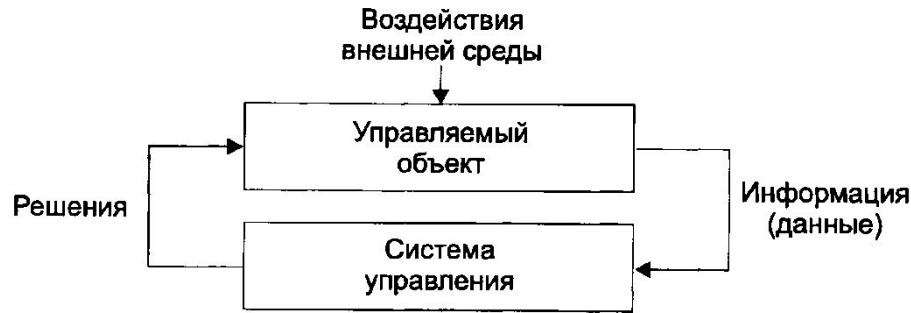 Воздействия
внешней среды
Управляемый
объект
Решения
Информация
(данные)
Система
управления